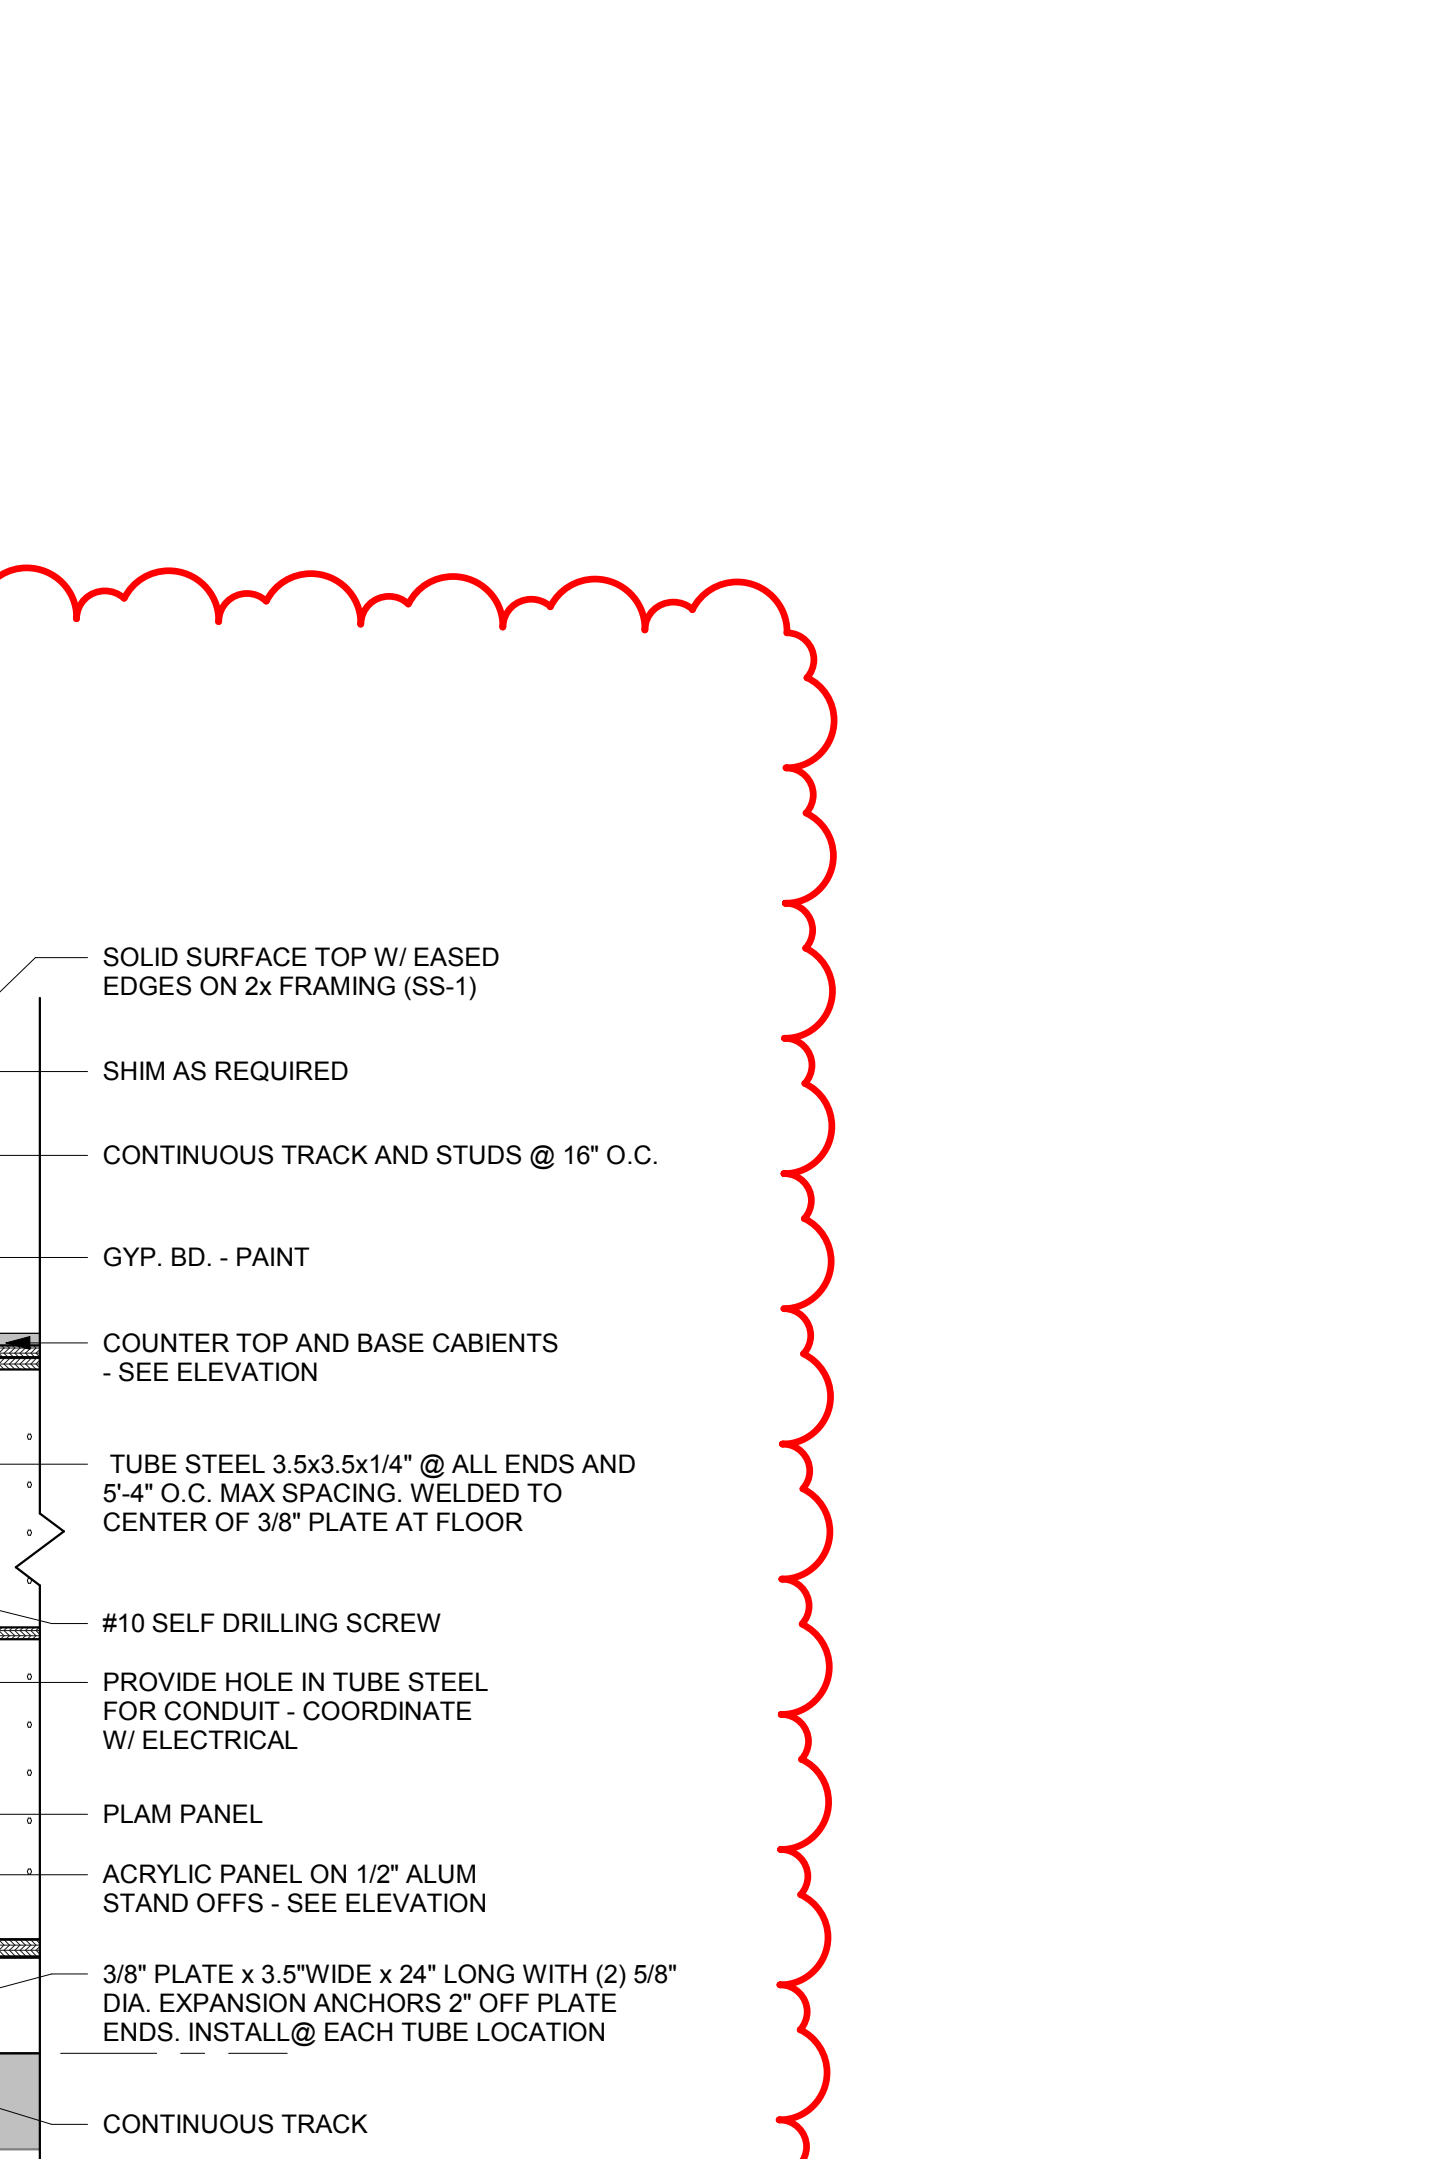 SOLID SURFACE TOP W/ EASED
EDGES ON 2x FRAMING (SS-1)
SHIM AS REQUIRED
CONTINUOUS TRACK AND STUDS @ 16" O.C.
GYP. BD. - PAINT
COUNTER TOP AND BASE CABIENTS
- SEE ELEVATION
TUBE STEEL 3.5x3.5x1/4" @ ALL ENDS AND
5'-4" O.C. MAX SPACING. WELDED TO
CENTER OF 3/8" PLATE AT FLOOR
#10 SELF DRILLING SCREW
PROVIDE HOLE IN TUBE STEEL
FOR CONDUIT - COORDINATE
W/ ELECTRICAL
PLAM PANEL
ACRYLIC PANEL ON 1/2" ALUM
STAND OFFS - SEE ELEVATION
3/8" PLATE x 3.5"WIDE x 24" LONG WITH (2) 5/8"
DIA. EXPANSION ANCHORS 2" OFF PLATE
ENDS. INSTALL@ EACH TUBE LOCATION
CONTINUOUS TRACK